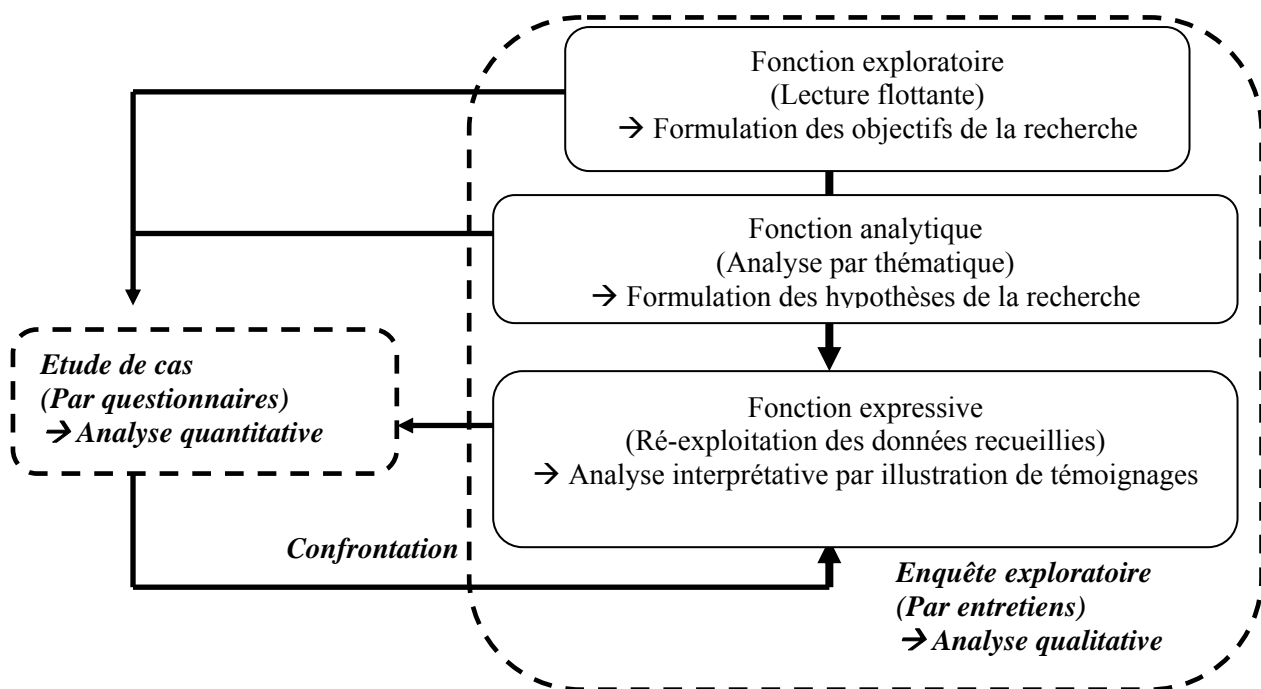 Fonction exploratoire
(Lecture flottante)
→ Formulation des objectifs de la recherche
Fonction analytique
(Analyse par thématique)
→ Formulation des hypothèses de la recherche
Etude de cas
(Par questionnaires)
→ Analyse quantitative
Fonction expressive
(Ré-exploitation des données recueillies)
→ Analyse interprétative par illustration de témoignages
Confrontation
Enquête exploratoire
(Par entretiens)
→ Analyse qualitative